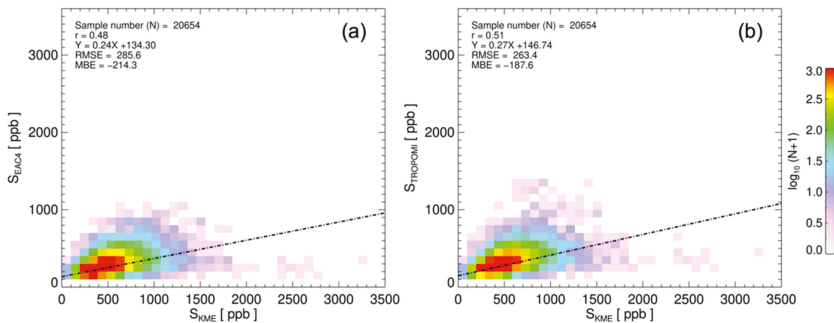 Sample number (N) = 20654
r = 0.48
Y = 0.24X +134.30
RMSE = 285.6
MBE = −214.3
(a)
3000
2000
1000
0
S_EAC4 [ ppb ]
0 500 1000 1500 2000 2500 3000 3500
S_KME [ ppb ]
Sample number (N) = 20654
r = 0.51
Y = 0.27X +146.74
RMSE = 263.4
MBE = −187.6
(b)
3000
2000
1000
0
S_TROPOMI [ ppb ]
0 500 1000 1500 2000 2500 3000 3500
S_KME [ ppb ]
3.0
2.5
2.0
1.5
1.0
0.5
0.0
log₁₀ (N+1)